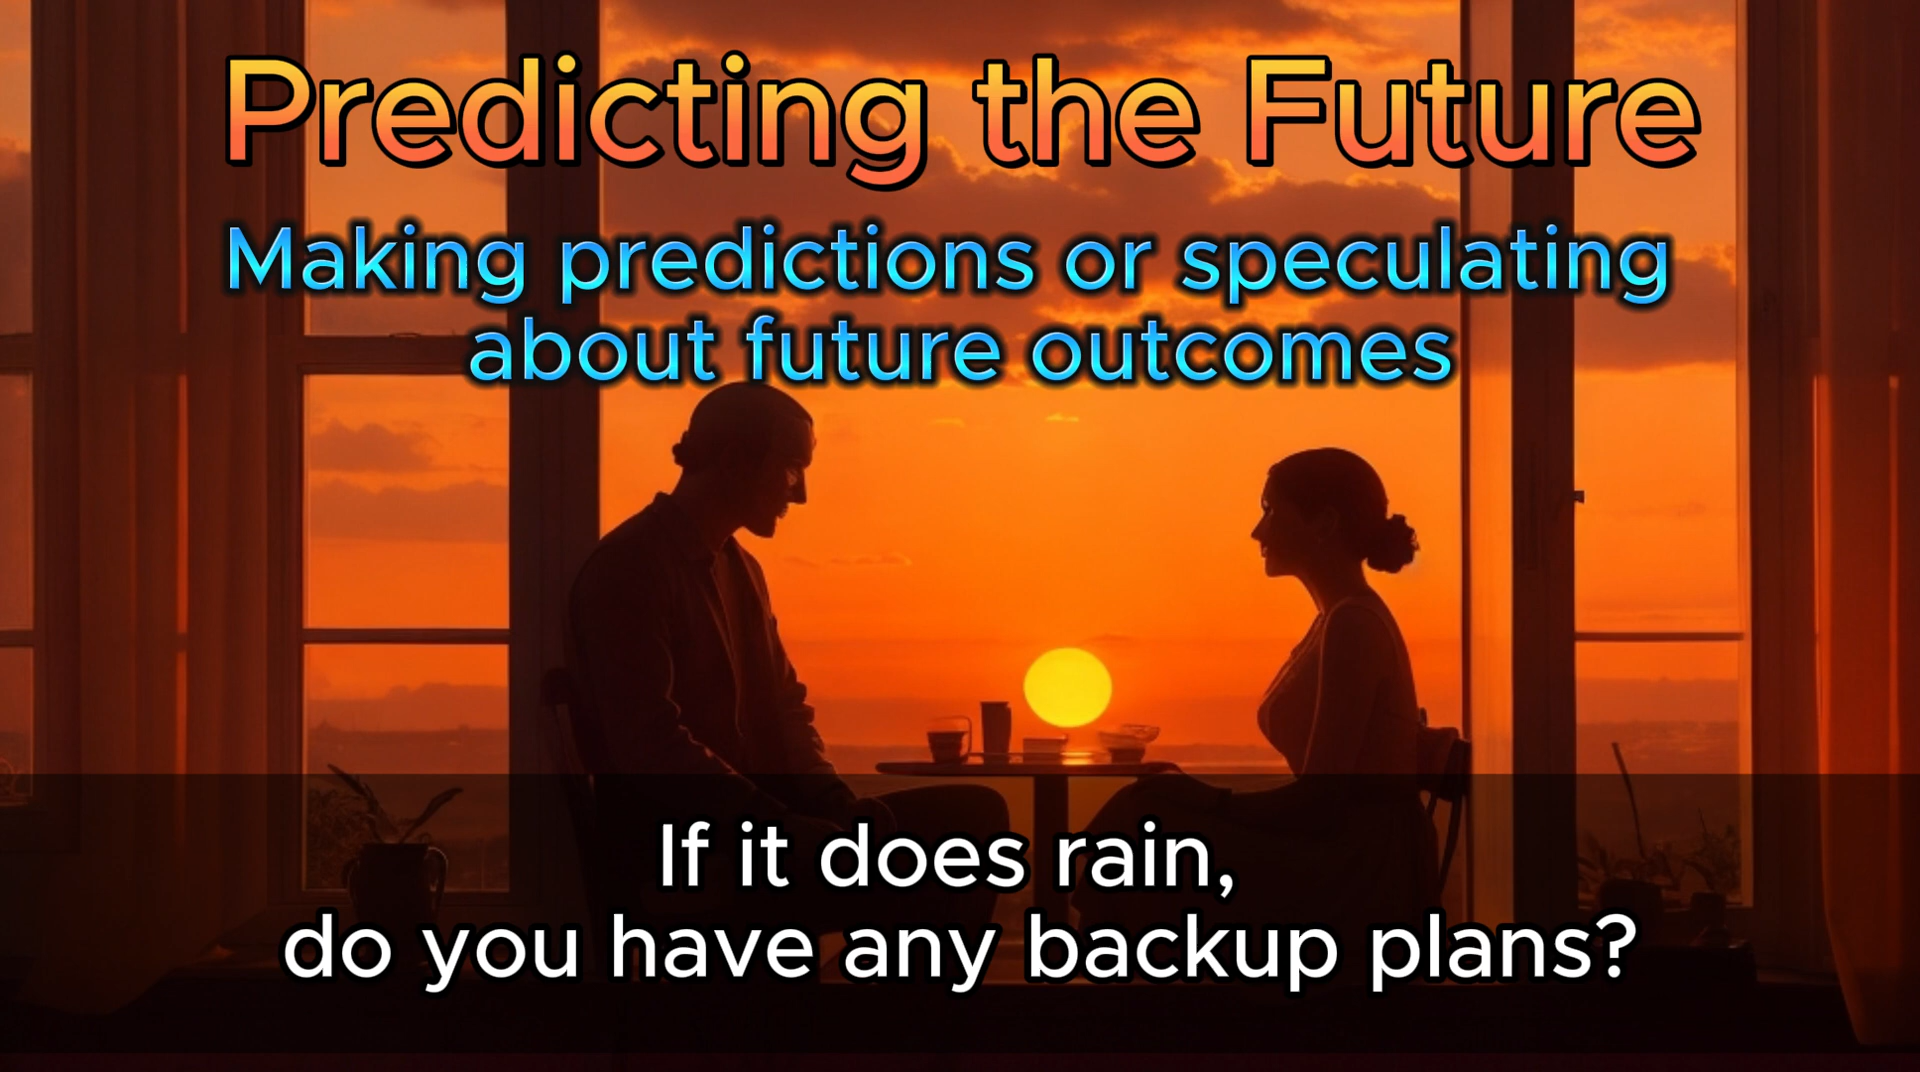 Predicting the Future
Making predictions or speculating
about future outcomes
If it does rain,
do you have any backup plans?